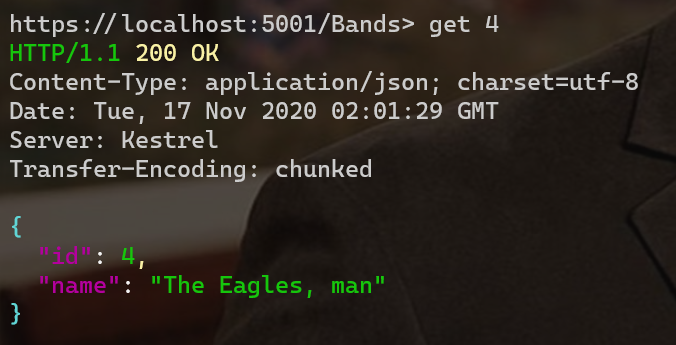 https://localhost:5001/Bands> get 4
HTTP/1.1 200 OK
Content-Type: application/json; charset=utf-8
Date: Tue, 17 Nov 2020 02:01:29 GMT
Server: Kestrel
Transfer-Encoding: chunked
{
"id": 4,
"name": "The Eagles, man"
}